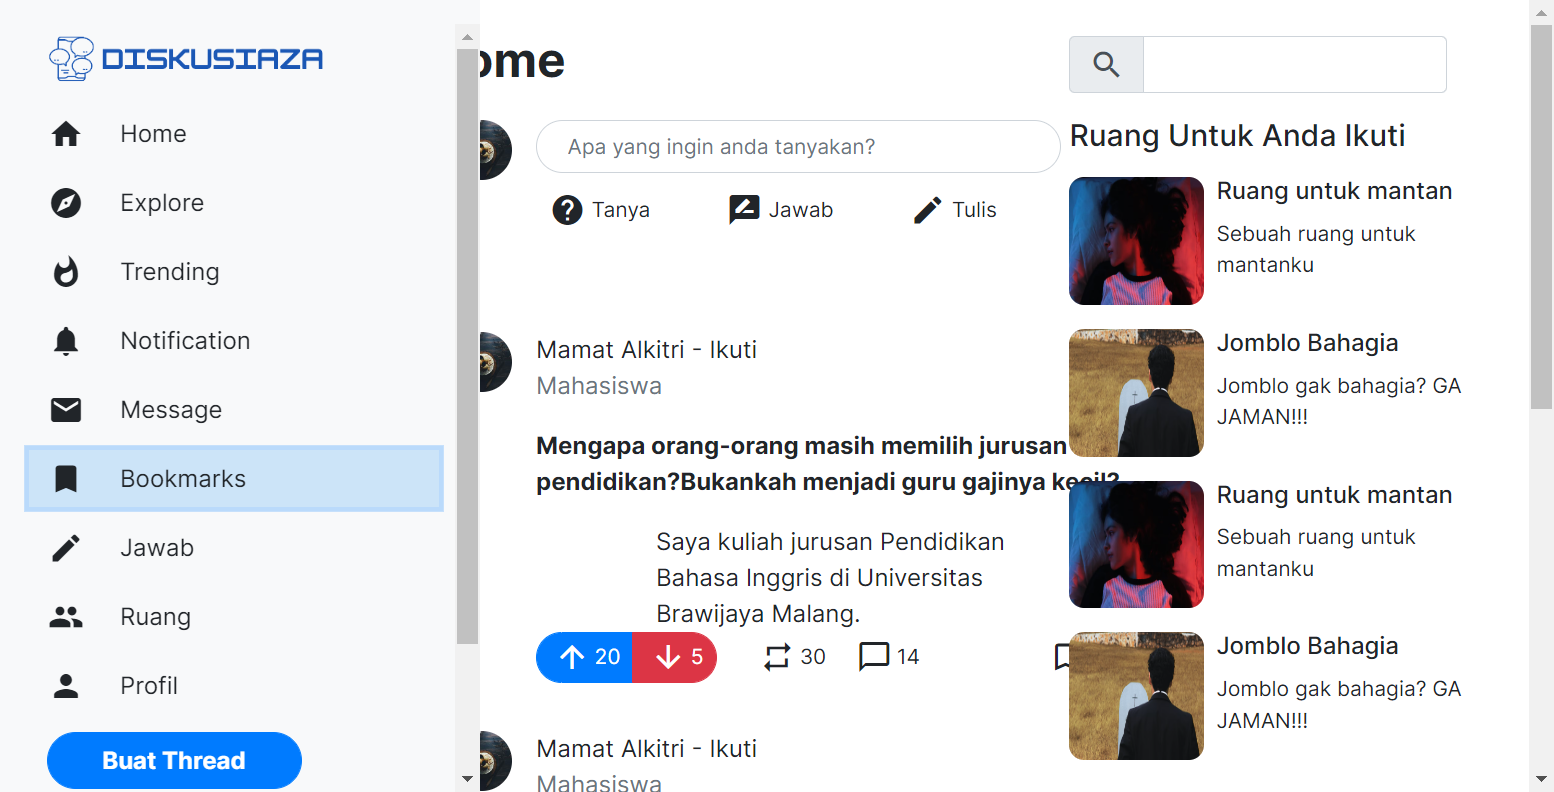 DISKUSIAZA
Home
Explore
Trending
Notification
Message
Bookmarks
Jawab
Ruang
Profil
Buat Thread
ome
Apa yang ingin anda tanyakan?
Tanya
Jawab
Tulis
Mamat Alkitri - Ikuti
Mahasiswa
Mengapa orang-orang masih memilih jurusan
pendidikan?Bukankah menjadi guru gajinya kecil?
Saya kuliah jurusan Pendidikan
Bahasa Inggris di Universitas
Brawijaya Malang.
20 5 30 14
Mamat Alkitri - Ikuti
Mahasiswa
Ruang Untuk Anda Ikuti
Ruang untuk mantan
Sebuah ruang untuk
mantanku
Jomblo Bahagia
Jomblo gak bahagia? GA
JAMAN!!!
Ruang untuk mantan
Sebuah ruang untuk
mantanku
Jomblo Bahagia
Jomblo gak bahagia? GA
JAMAN!!!